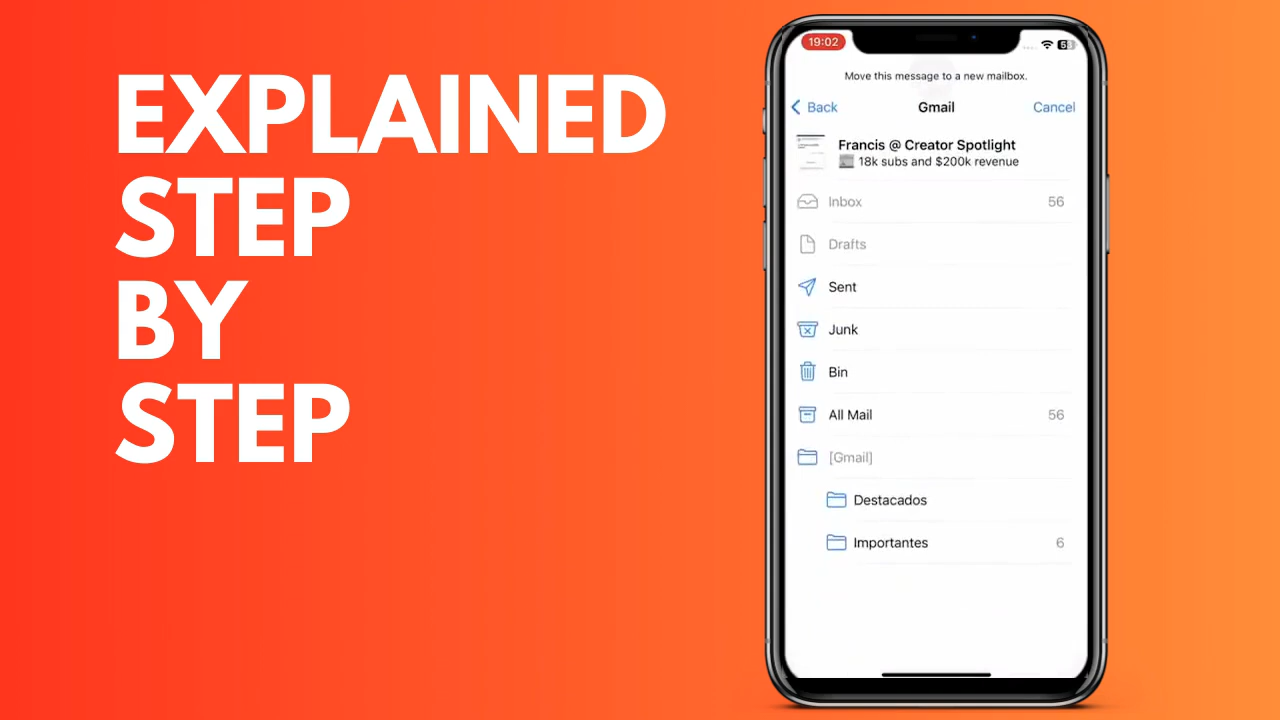 EXPLAINED
STEP
BY
STEP
19:02
Move this message to a new mailbox.
Back Gmail Cancel
Francis @ Creator Spotlight
18k subs and $200k revenue
Inbox 56
Drafts
Sent
Junk
Bin
All Mail 56
[Gmail]
Destacados
Importantes 6